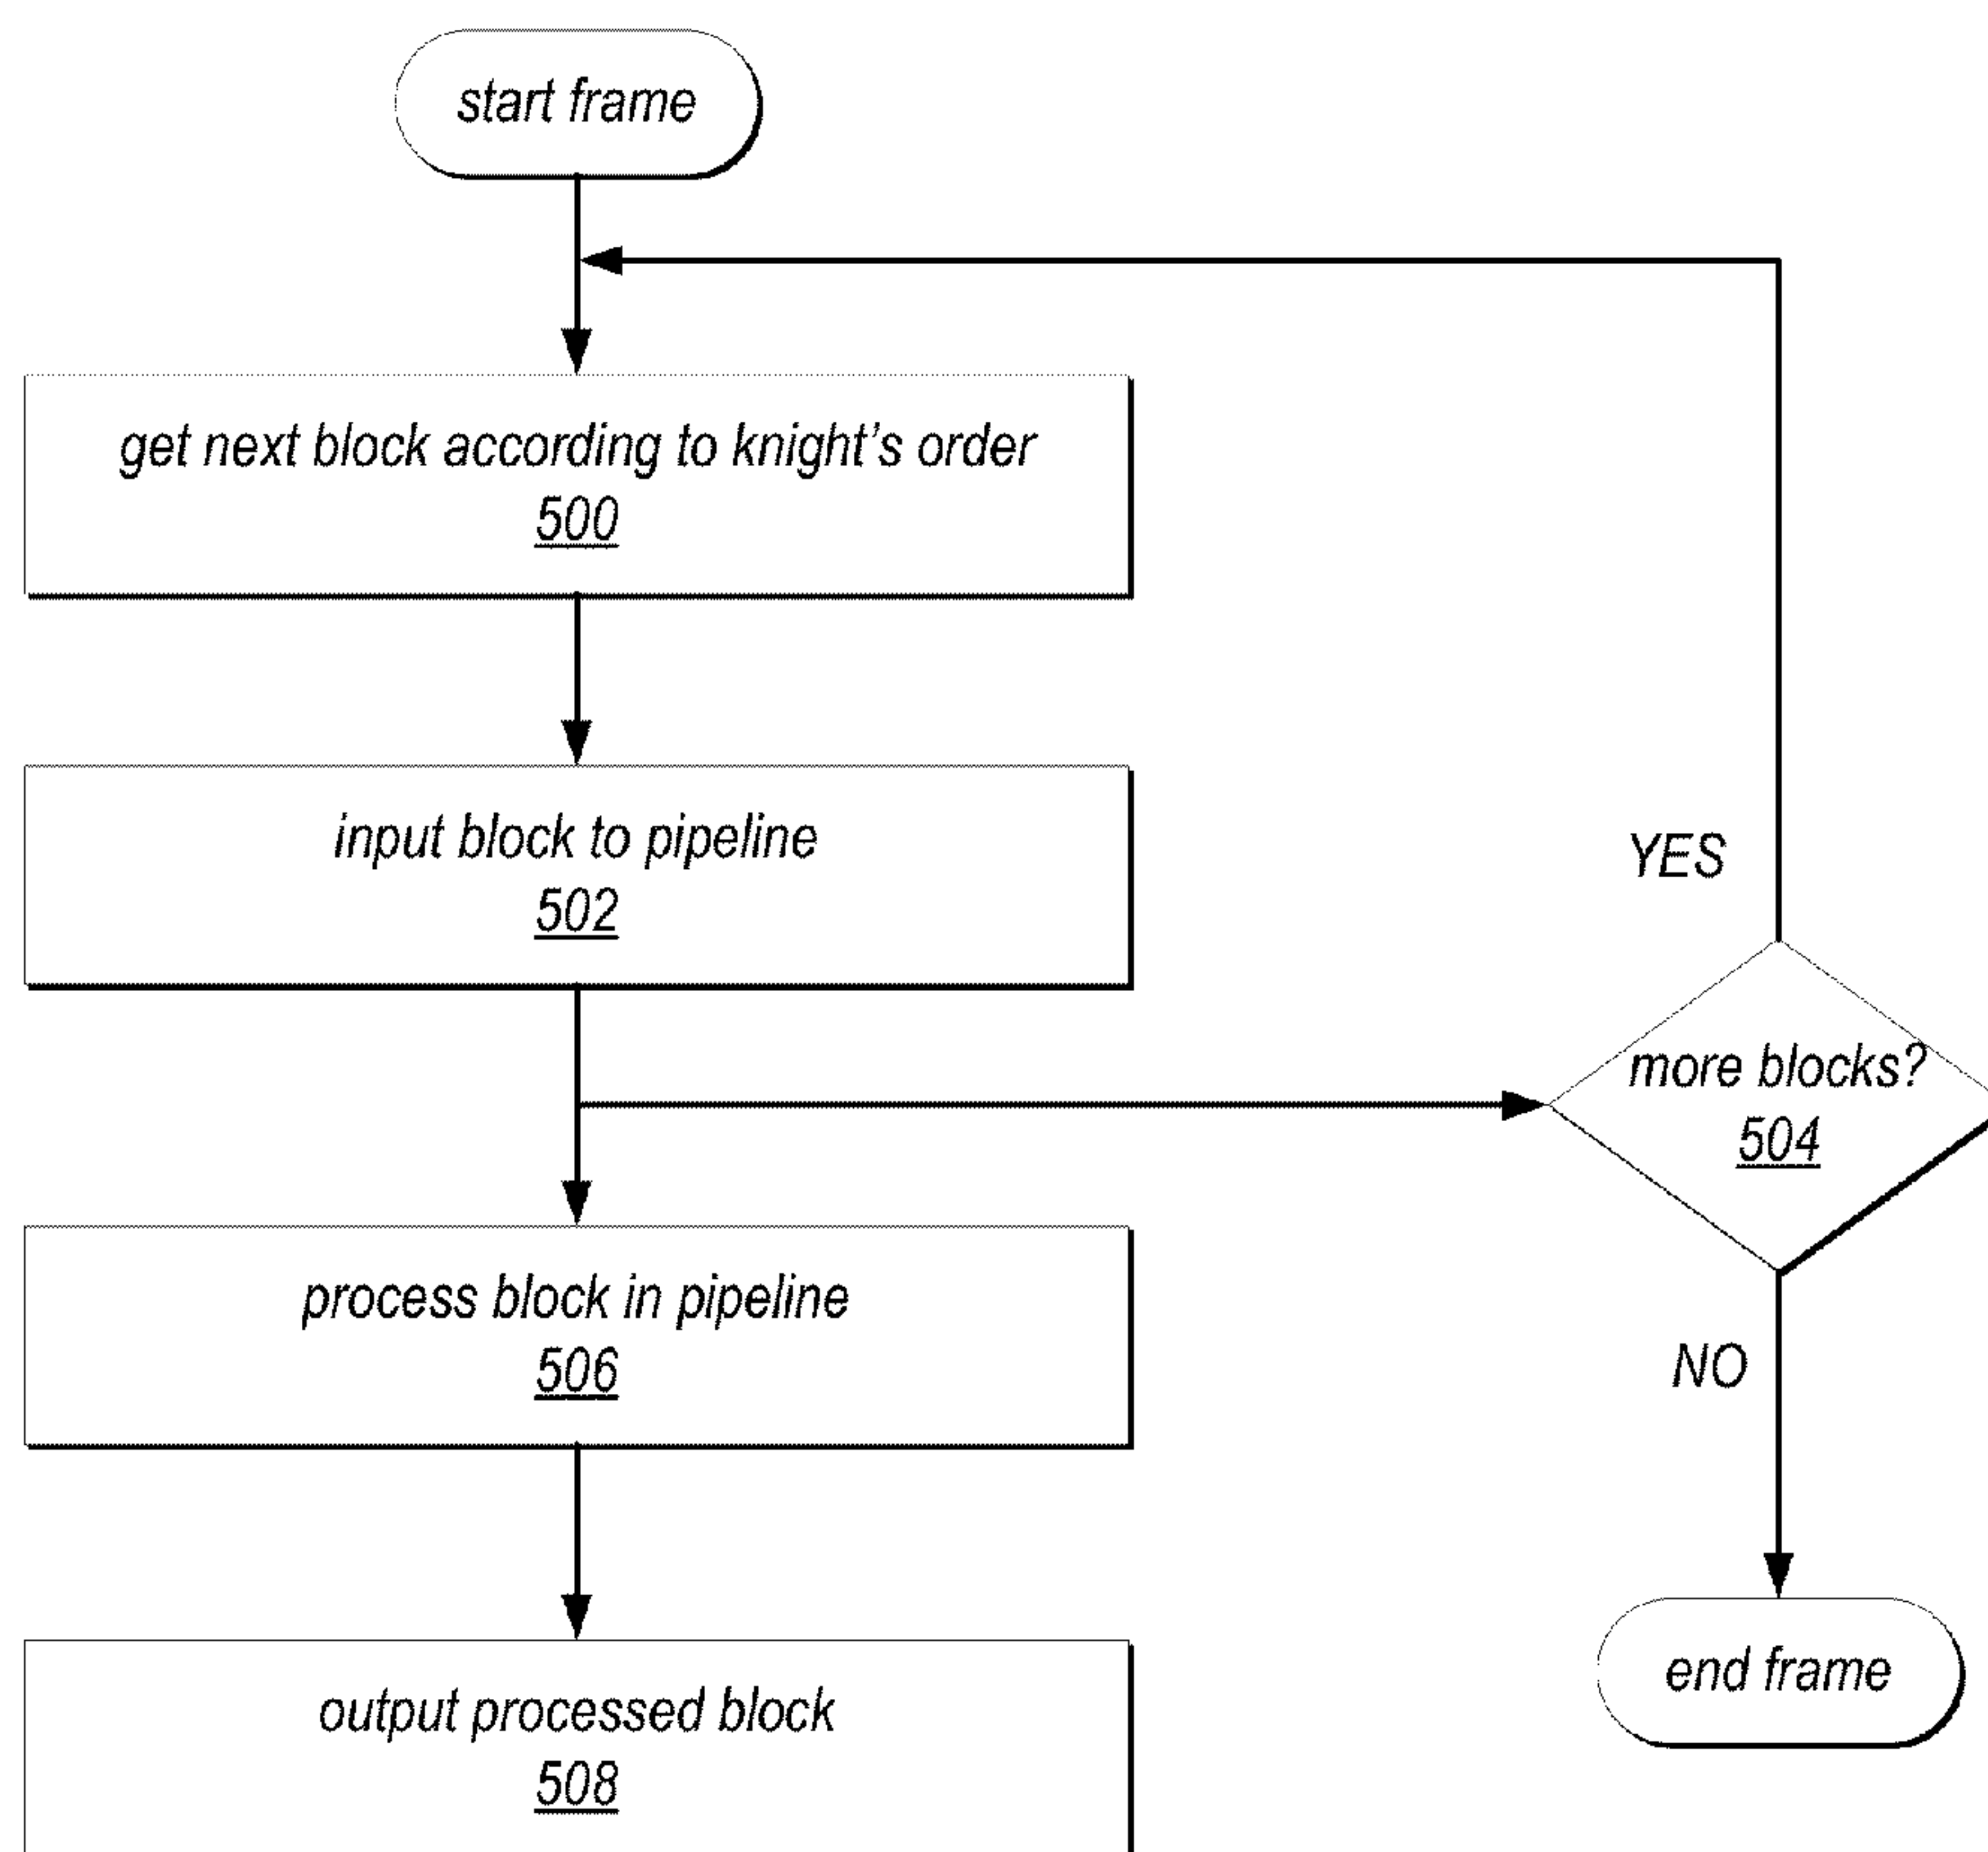 start frame
get next block according to knight's order
500
input block to pipeline
502
YES
more blocks?
504
process block in pipeline
506
NO
output processed block
508
end frame